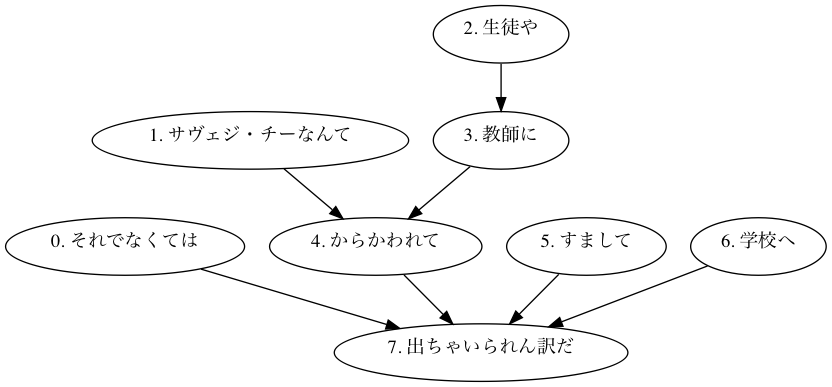 2. 生徒や
1. サヴェジ・チーなんて
3. 教師に
0. それでなくては
4. からかわれて
5. すまして
6. 学校へ
7. 出ちゃいられん訳だ